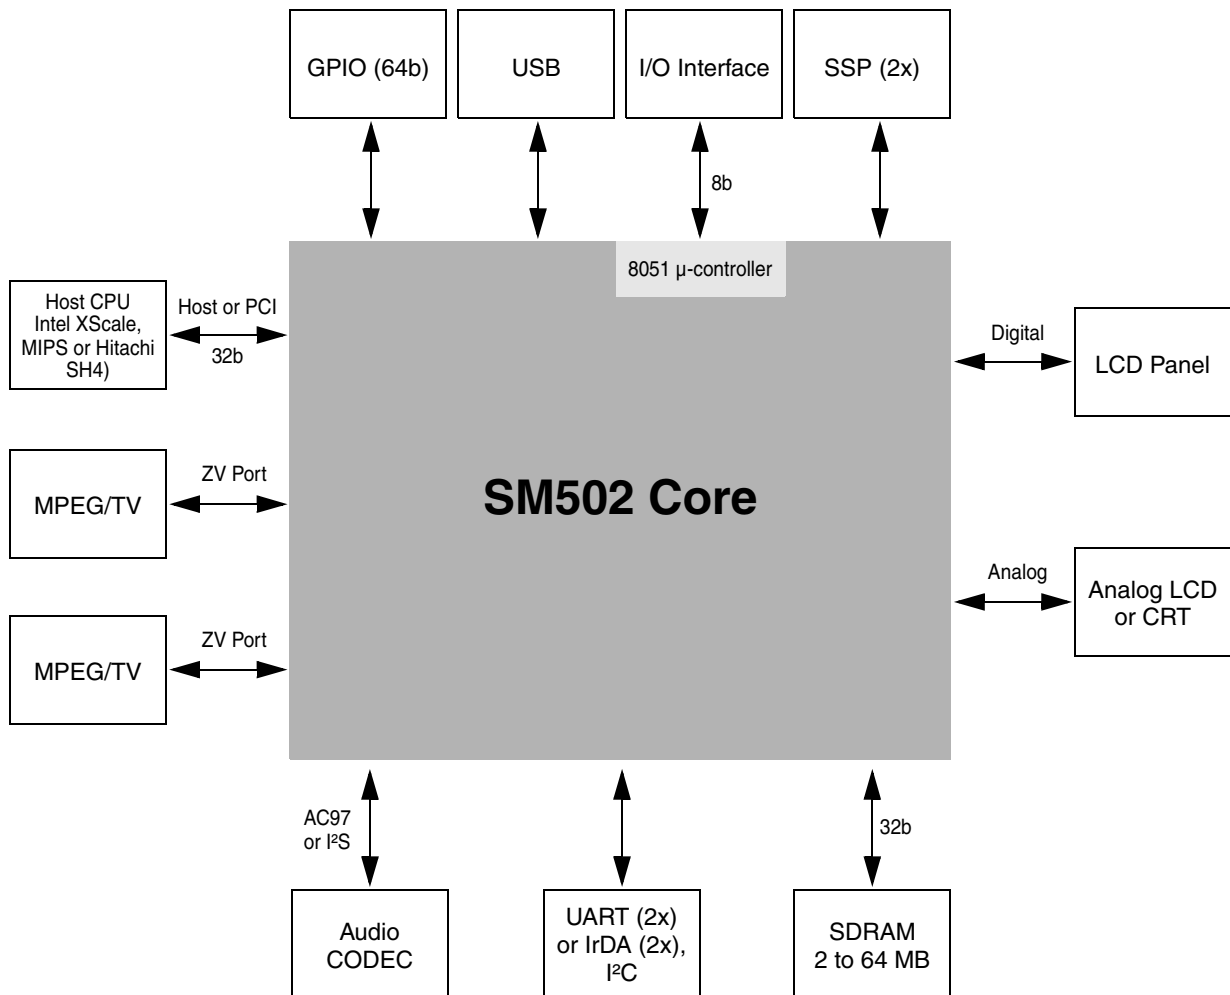 GPIO (64b)
USB
I/O Interface
SSP (2x)
8b
8051 µ-controller
Host CPU
Intel XScale,
MIPS or Hitachi
SH4)
Host or PCI
32b
Digital
LCD Panel
MPEG/TV
ZV Port
SM502 Core
Analog
Analog LCD
or CRT
MPEG/TV
ZV Port
AC97
or I²S
32b
Audio
CODEC
UART (2x)
or IrDA (2x),
I²C
SDRAM
2 to 64 MB